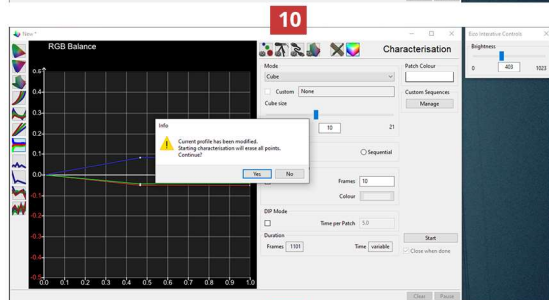 10
New *
Eizo Interative Controls
RGB Balance
Characterisation
Brightness
0
403
1023
Mode
Cube
Custom
None
Cube size
10
21
Patch Colour
Custom Sequences
Manage
Info
Current profile has been modified.
Starting characterisation will erase all points.
Continue?
Yes
No
Sequential
Frames
10
Colour
DIP Mode
Time per Patch
5.0
Duration
Frames
1101
Time
variable
Start
Close when done
Clear
Pause
0.4
0.3
0.2
0.1
0.0
-0.1
-0.2
-0.3
-0.4
0.0 0.1 0.2 0.3 0.4 0.5 0.6 0.7 0.8 0.9 1.0